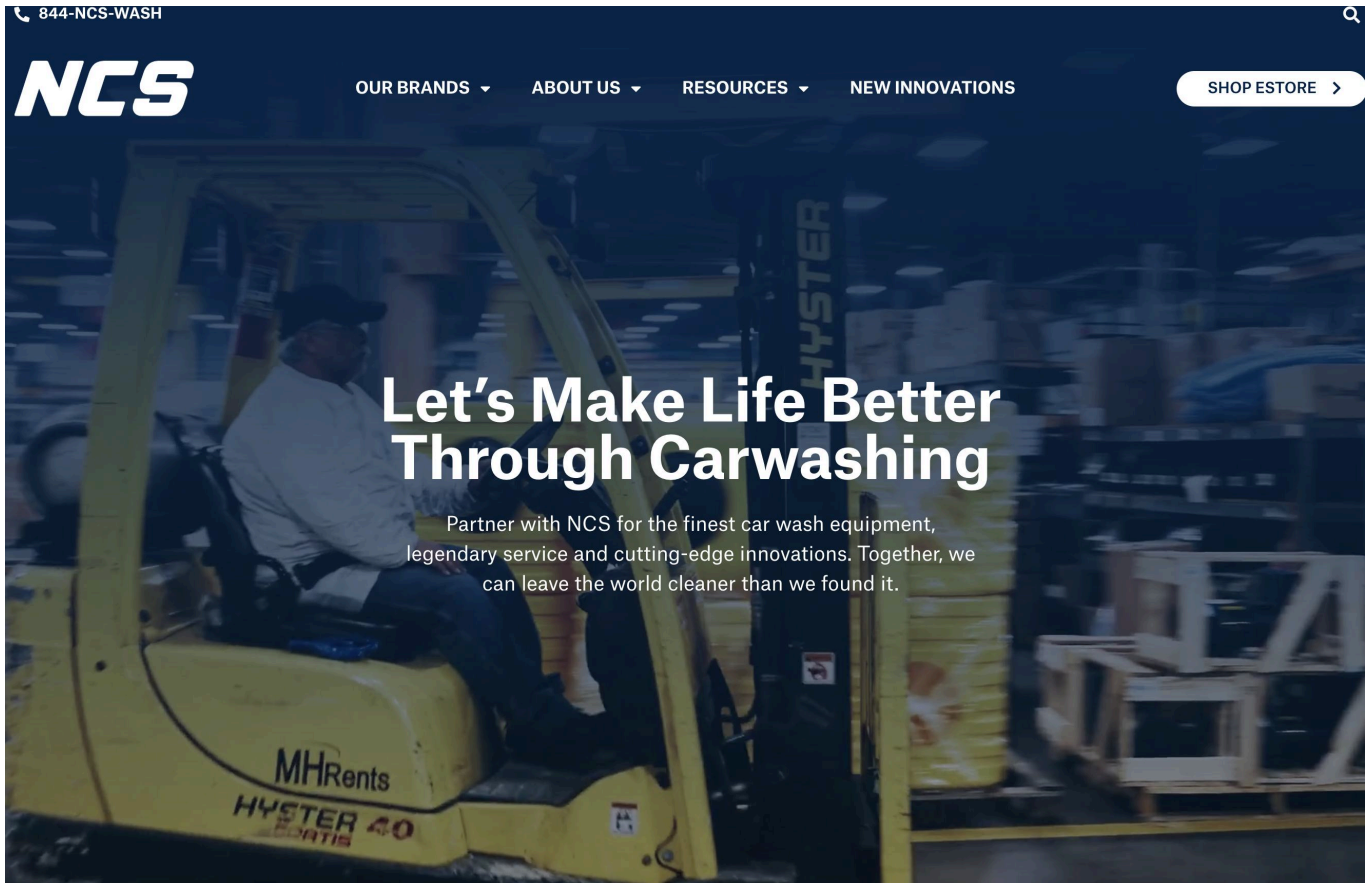 844-NCS-WASH
NCS
OUR BRANDS
ABOUT US
RESOURCES
NEW INNOVATIONS
SHOP ESTORE
HYSTER
Let's Make Life Better
Through Carwashing
Partner with NCS for the finest car wash equipment,
legendary service and cutting-edge innovations. Together, we
can leave the world cleaner than we found it.
MHRents
HYSTER 40
FORTIS